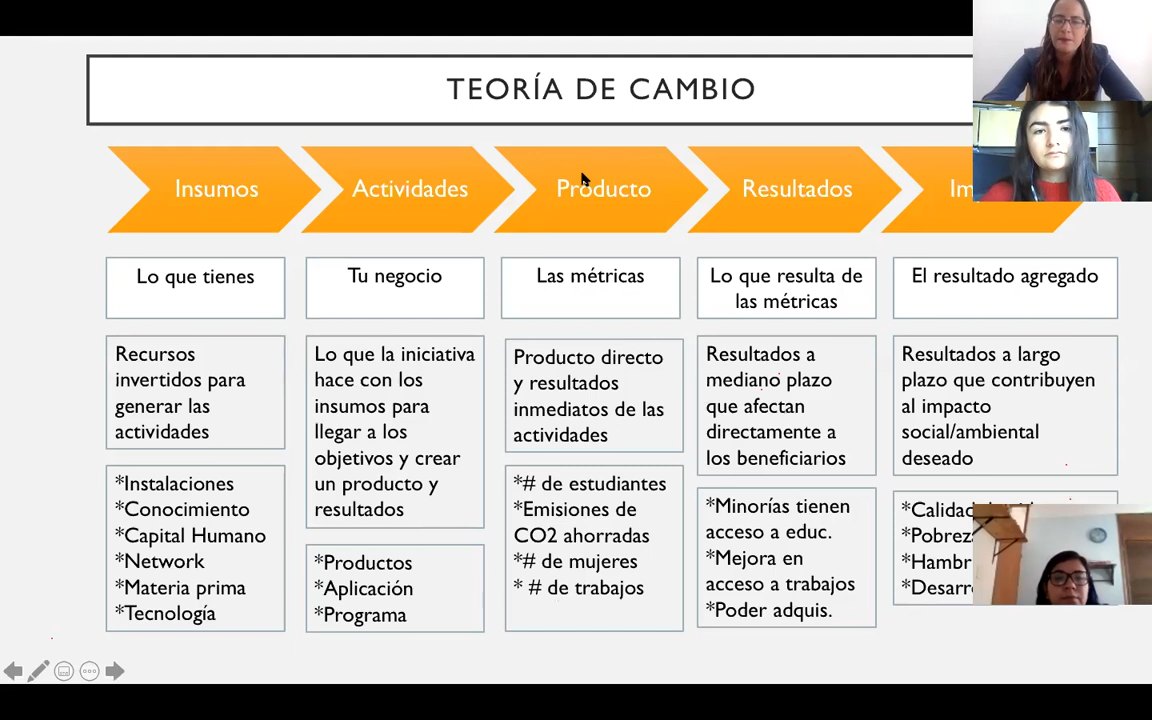 TEORÍA DE CAMBIO
Insumos
Actividades
Producto
Resultados
Lo que tienes
Tu negocio
Las métricas
Lo que resulta de
las métricas
El resultado agregado
Recursos
invertidos para
generar las
actividades
Lo que la iniciativa
hace con los
insumos para
llegar a los
objetivos y crear
un producto y
resultados
Producto directo
y resultados
inmediatos de las
actividades
Resultados a
mediano plazo
que afectan
directamente a
los beneficiarios
Resultados a largo
plazo que contribuyen
al impacto
social/ambiental
deseado
*Instalaciones
*Conocimiento
*Capital Humano
*Network
*Materia prima
*Tecnología
*Productos
*Aplicación
*Programa
*# de estudiantes
*Emisiones de
CO2 ahorradas
*# de mujeres
* # de trabajos
*Minorías tienen
acceso a educ.
*Mejora en
acceso a trabajos
*Poder adquis.